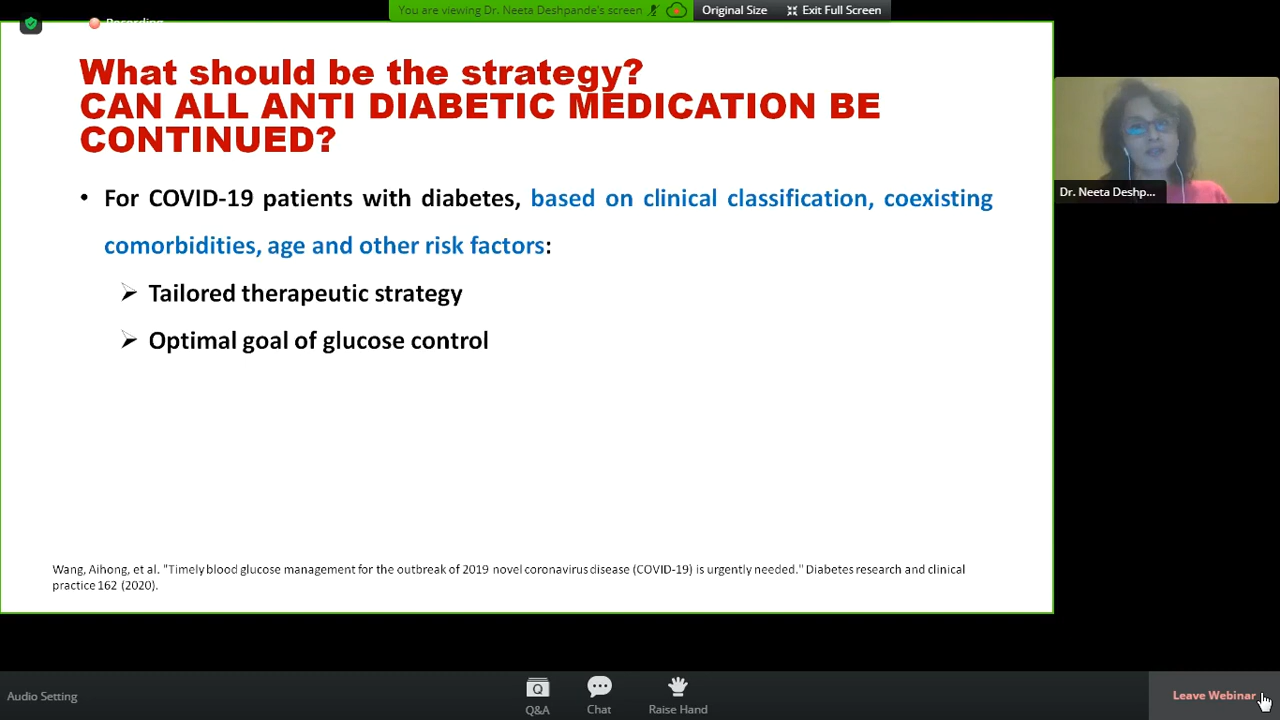 You are viewing Dr. Neeta Deshpande's screen
Original Size
Exit Full Screen
Recording
What should be the strategy?
CAN ALL ANTI DIABETIC MEDICATION BE
CONTINUED?
• For COVID-19 patients with diabetes, based on clinical classification, coexisting
comorbidities, age and other risk factors:
➢ Tailored therapeutic strategy
➢ Optimal goal of glucose control
Dr. Neeta Deshp...
Wang, Aihong, et al. "Timely blood glucose management for the outbreak of 2019 novel coronavirus disease (COVID-19) is urgently needed." Diabetes research and clinical
practice 162 (2020).
Audio Setting
Q
Q&A
Chat
Raise Hand
Leave Webinar